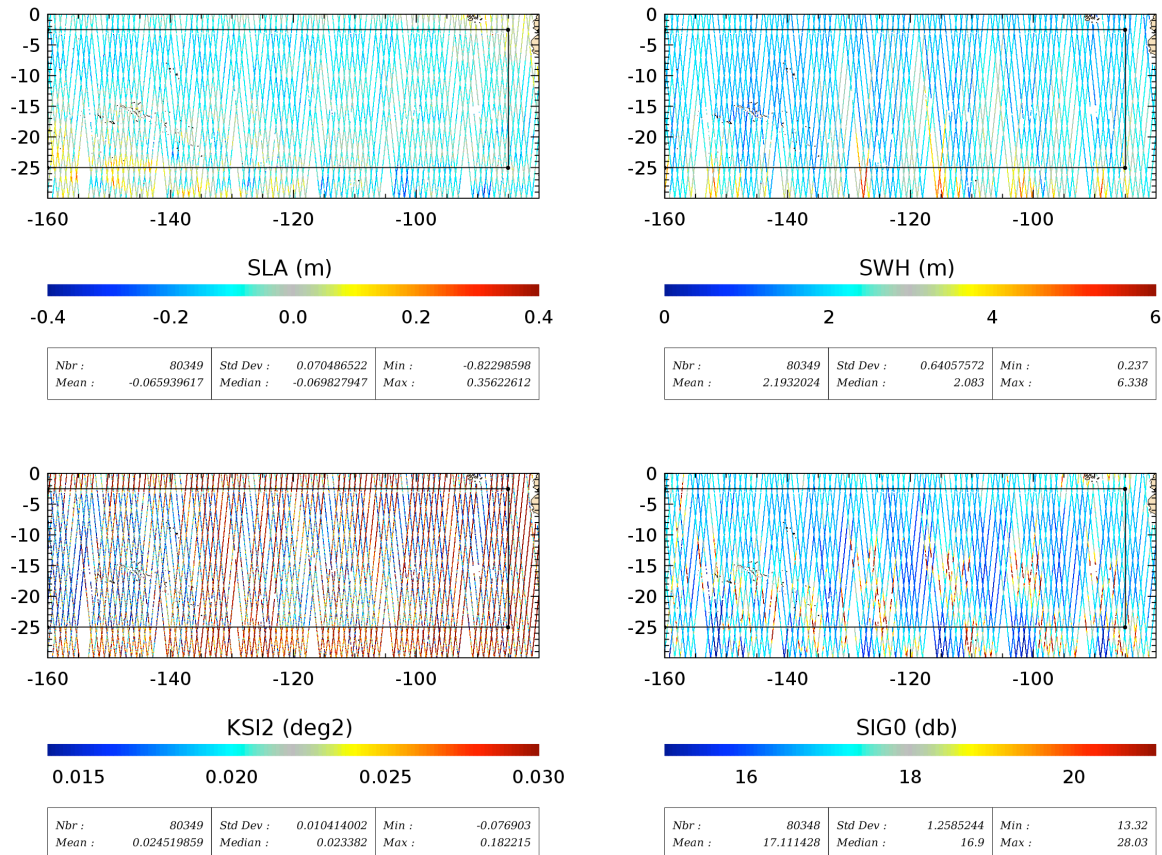 0
-5
-10
-15
-20
-25
-160 -140 -120 -100
SLA (m)
-0.4 -0.2 0.0 0.2 0.4
Nbr : 80349 Std Dev : 0.070486522 Min : -0.82298598
Mean : -0.065939617 Median : -0.069827947 Max : 0.35622612
0
-5
-10
-15
-20
-25
-160 -140 -120 -100
SWH (m)
0 2 4 6
Nbr : 80349 Std Dev : 0.64057572 Min : 0.237
Mean : 2.1932024 Median : 2.083 Max : 6.338
0
-5
-10
-15
-20
-25
-160 -140 -120 -100
KSI2 (deg2)
0.015 0.020 0.025 0.030
Nbr : 80349 Std Dev : 0.010414002 Min : -0.076903
Mean : 0.024519859 Median : 0.023382 Max : 0.182215
0
-5
-10
-15
-20
-25
-160 -140 -120 -100
SIG0 (db)
16 18 20
Nbr : 80348 Std Dev : 1.2585244 Min : 13.32
Mean : 17.111428 Median : 16.9 Max : 28.03